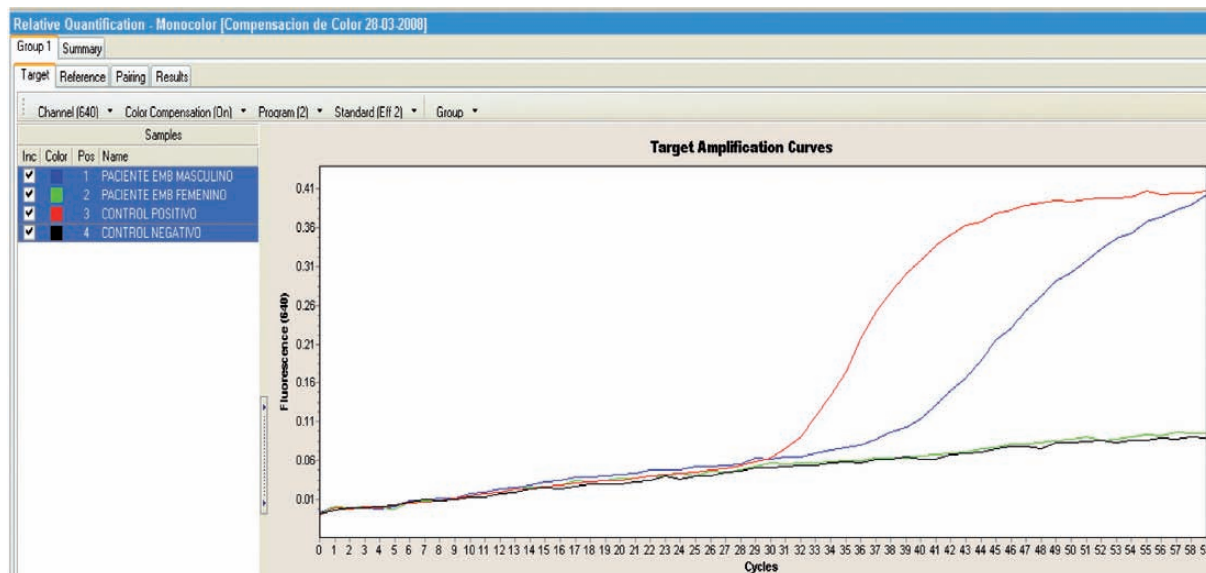 Relative Quantification - Monocolor [Compensacion de Color 28-03-2008]
Group 1 Summary
Target Reference Pairing Results
Channel (640) Color Compensation (On) Program (2) Standard (Eff 2) Group
Samples
Inc Color Pos Name
1 PACIENTE EMB MASCULINO
2 PACIENTE EMB FEMENINO
3 CONTROL POSITIVO
4 CONTROL NEGATIVO
Target Amplification Curves
Fluorescence (640)
0.41
0.36
0.31
0.26
0.21
0.16
0.11
0.06
0.01
0 1 2 3 4 5 6 7 8 9 10 11 12 13 14 15 16 17 18 19 20 21 22 23 24 25 26 27 28 29 30 31 32 33 34 35 36 37 38 39 40 41 42 43 44 45 46 47 48 49 50 51 52 53 54 55 56 57 58
Cycles